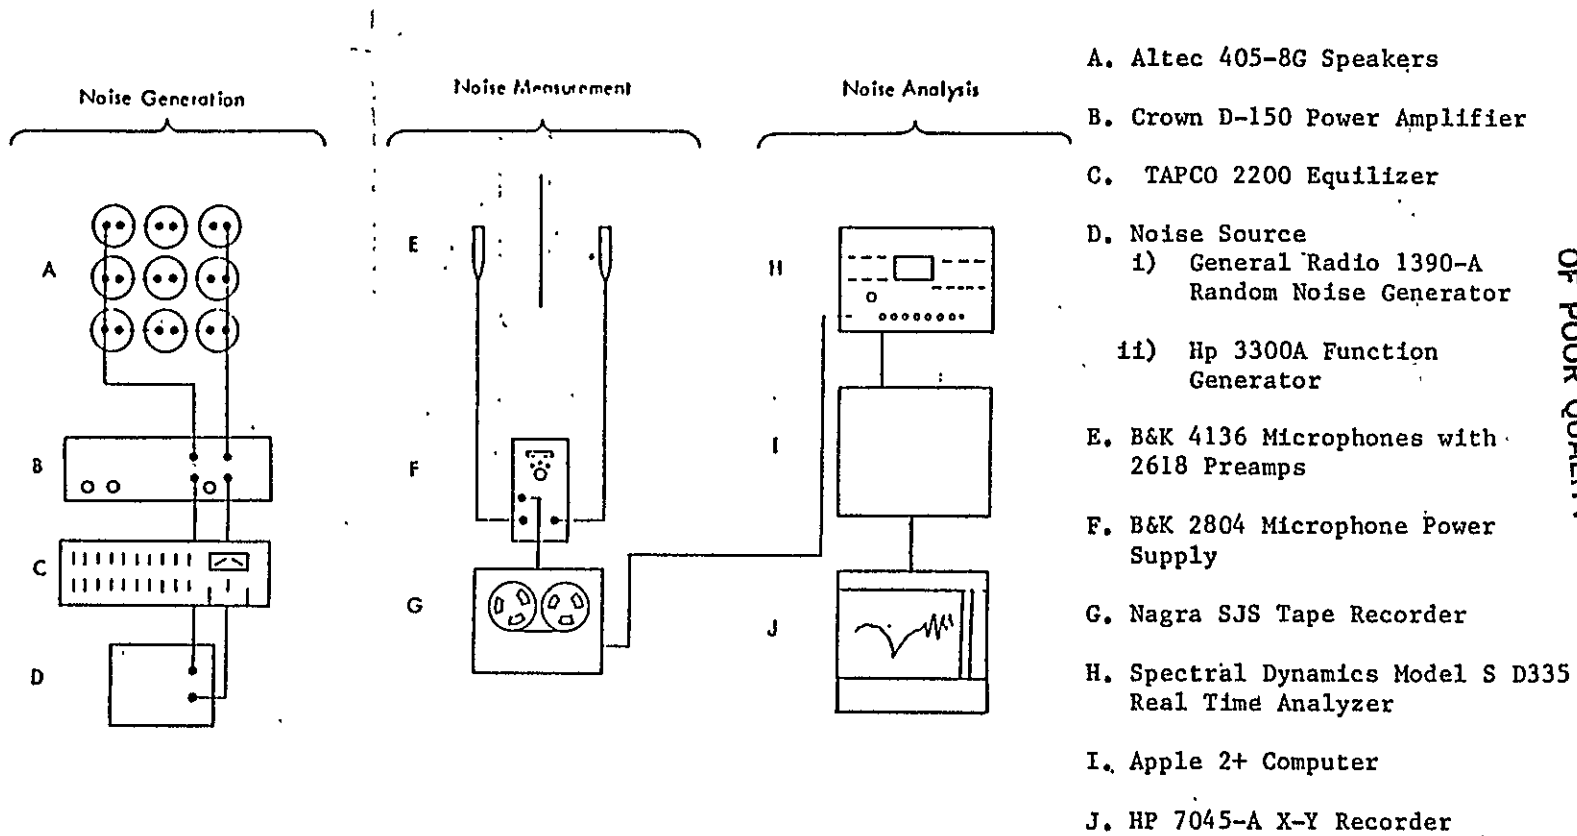 Noise Generation
Noise Measurement
Noise Analysis
A
B
C
D
E
F
G
H
I
J
A. Altec 405-8G Speakers
B. Crown D-150 Power Amplifier
C. TAPCO 2200 Equilizer
D. Noise Source
i) General Radio 1390-A
Random Noise Generator
ii) Hp 3300A Function
Generator
E. B&K 4136 Microphones with
2618 Preamps
F. B&K 2804 Microphone Power
Supply
G. Nagra SJS Tape Recorder
H. Spectral Dynamics Model S D335
Real Time Analyzer
I. Apple 2+ Computer
J. HP 7045-A X-Y Recorder
OF POOR QUALITY